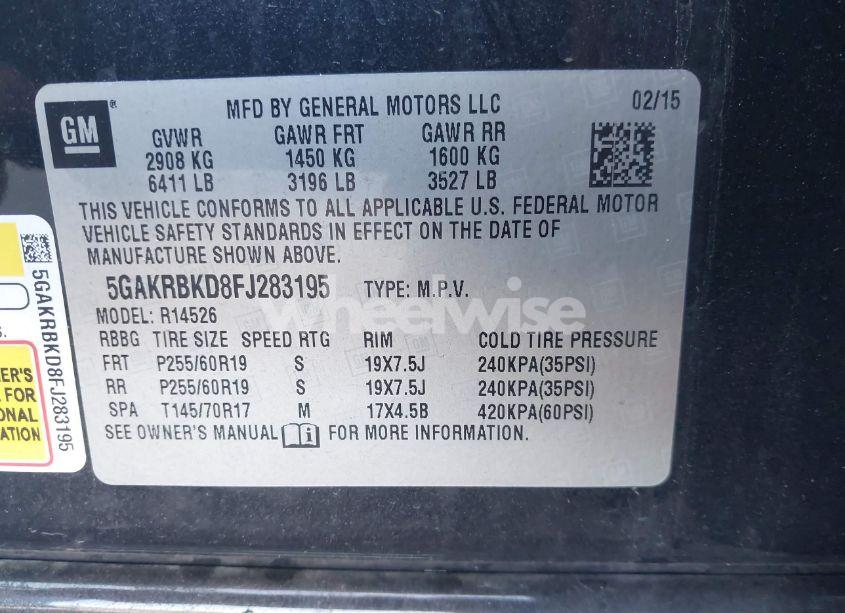 GM
MFD BY GENERAL MOTORS LLC 02/15
GVWR GAWR FRT GAWR RR
2908 KG 1450 KG 1600 KG
6411 LB 3196 LB 3527 LB
THIS VEHICLE CONFORMS TO ALL APPLICABLE U.S. FEDERAL MOTOR
VEHICLE SAFETY STANDARDS IN EFFECT ON THE DATE OF
MANUFACTURE SHOWN ABOVE.
5GAKRBKD8FJ283195 TYPE: M.P.V.
MODEL: R14526
RBBG TIRE SIZE SPEED RTG RIM COLD TIRE PRESSURE
FRT P255/60R19 S 19X7.5J 240KPA(35PSI)
RR P255/60R19 S 19X7.5J 240KPA(35PSI)
SPA T145/70R17 M 17X4.5B 420KPA(60PSI)
SEE OWNER'S MANUAL FOR MORE INFORMATION.
5GAKRBKD8FJ283195
FOR
wheelwise